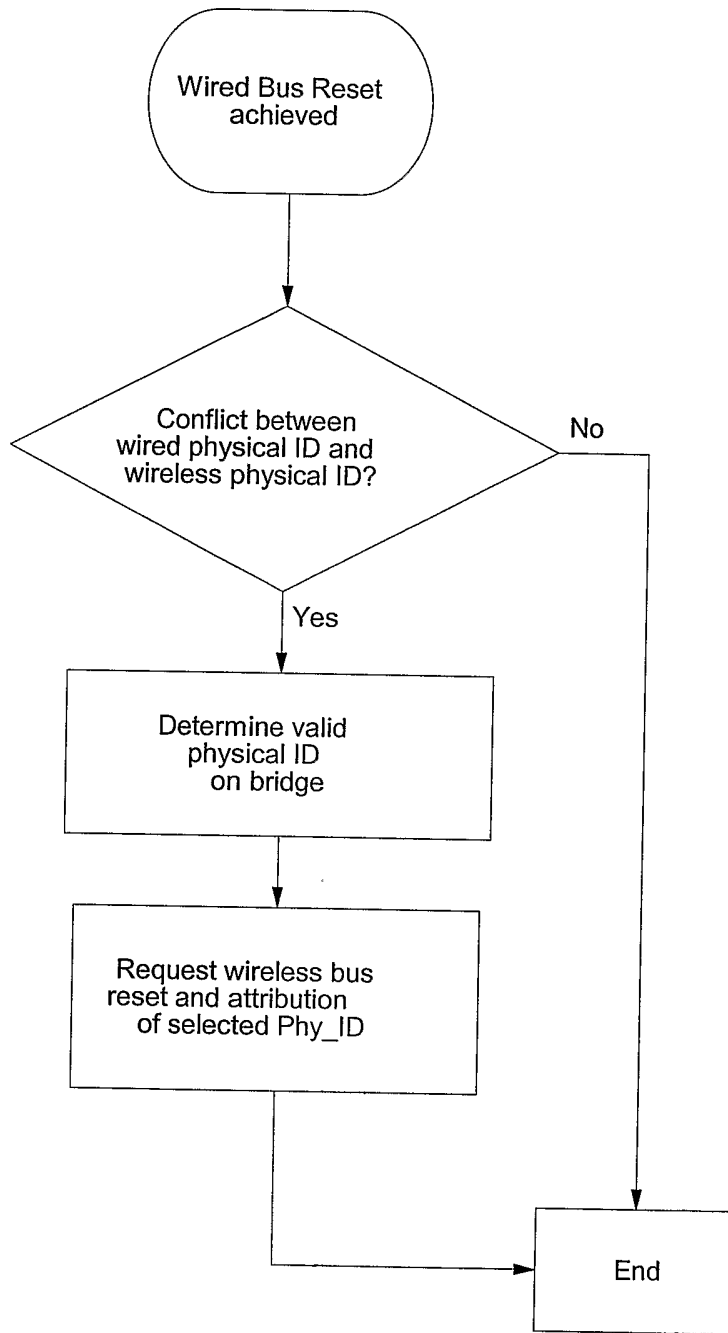 Wired Bus Reset
achieved
Conflict between
wired physical ID and
wireless physical ID?
No
Yes
Determine valid
physical ID
on bridge
Request wireless bus
reset and attribution
of selected Phy_ID
End